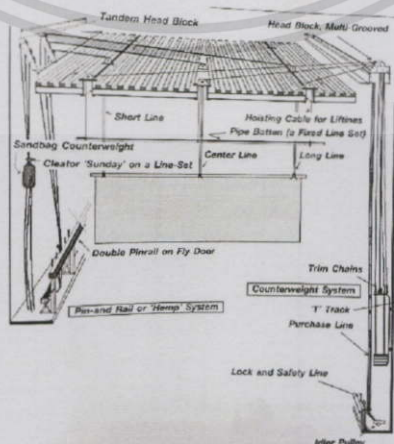 Tandem Head Block
Head Block, Multi-Grooved
Short Line
Hoisting Cable for Liftlines
Pipe Batten (a Fixed Line Set)
Sandbag Counterweight
Cleator 'Sunday' on a Line-Set
Center Line
Long Line
Double Pinrail on Fly Door
Trim Chains
Pin-and Rail or 'Hemp' System
Counterweight System
'T' Track
Purchase Line
Lock and Safety Line
Idler Pulley